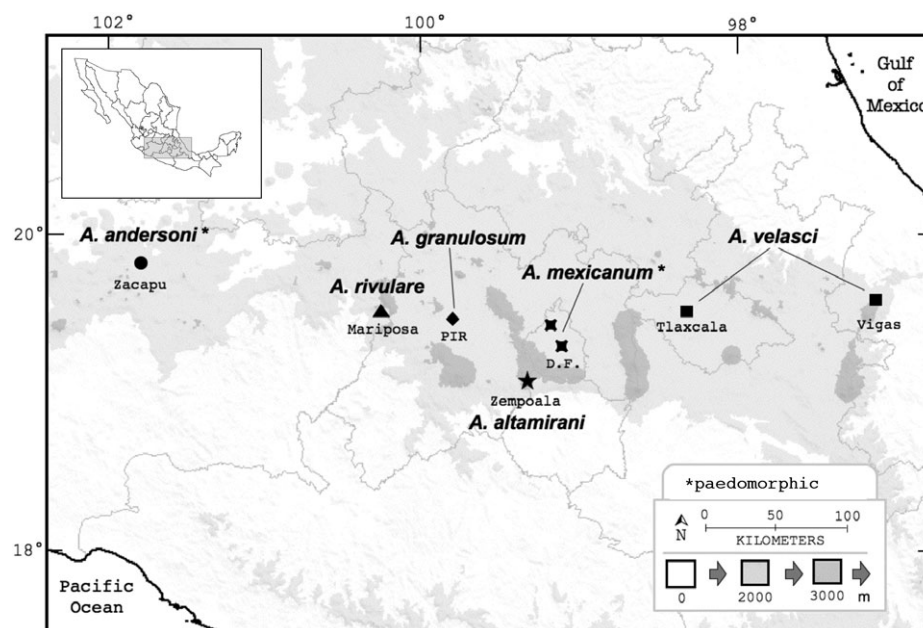 102°
100°
98°
Gulf
of
Mexico
20°
A. andersoni *
Zacapu
A. granulosum
A. velasci
A. rivulare
A. mexicanum *
Mariposa
PIR
Tlaxcala
Vigas
D.F.
Zempoala
A. altamirani
*paedomorphic
0 50 100
N
KILOMETERS
0 2000 3000 m
18°
Pacific
Ocean